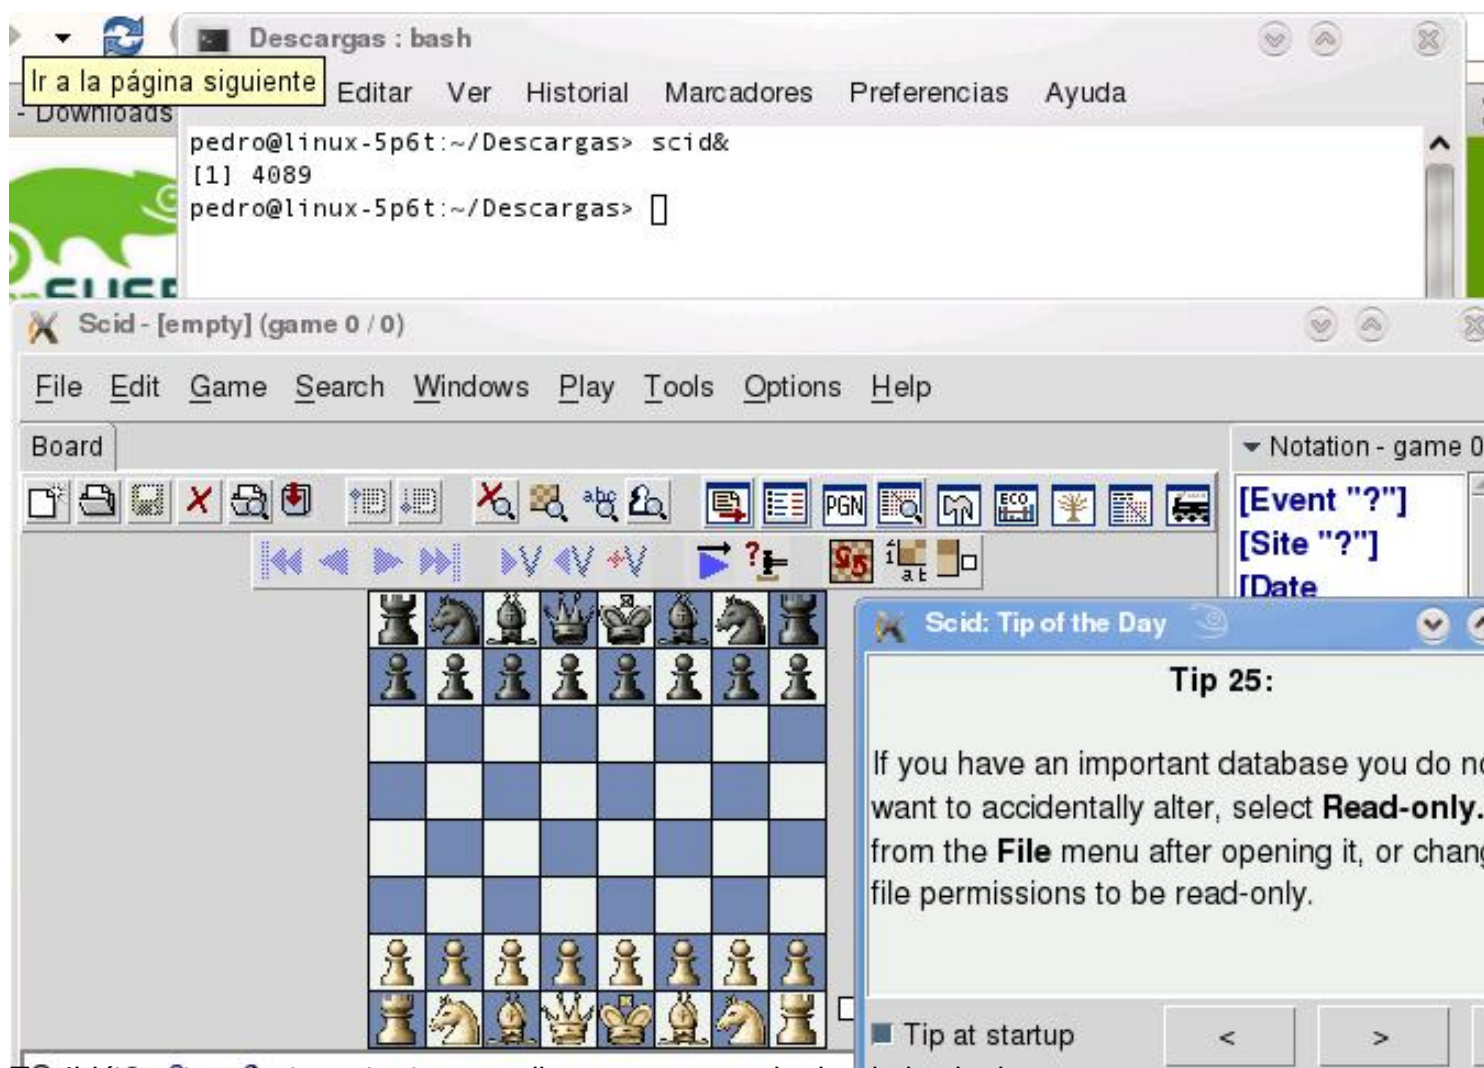 Descargas : bash
Ir a la página siguiente
Editar Ver Historial Marcadores Preferencias Ayuda
- Downloads
pedro@linux-5p6t:~/Descargas> scid&
[1] 4089
pedro@linux-5p6t:~/Descargas>
Scid - [empty] (game 0 / 0)
File Edit Game Search Windows Play Tools Options Help
Board
Notation - game 0
PGN
ECO
abc
[Event "?"]
[Site "?"]
[Date
Scid: Tip of the Day
Tip 25:
If you have an important database you do
want to accidentally alter, select Read-only.
from the File menu after opening it, or
file permissions to be read-only.
Tip at startup
< >